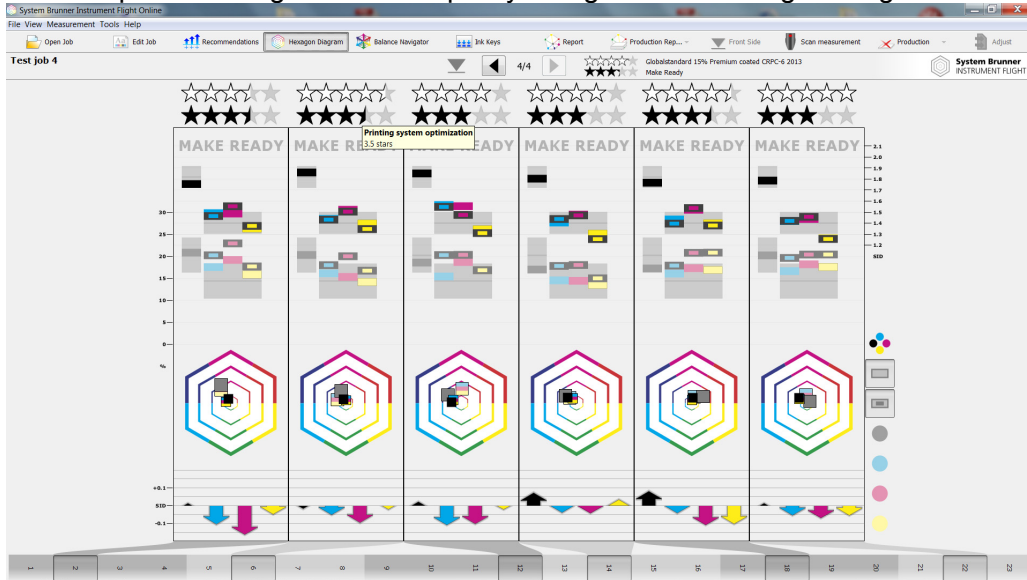 System Brunner Instrument Flight Online
File View Measurement Tools Help
Open Job Edit Job Recommendations Hexagon Diagram Balance Navigator Ink Keys Report Production Rep... Front Side Scan measurement Production Adjust
Test job 4
4/4
Globalstandard 15% Premium coated CRPC-6 2013
Make Ready
System Brunner
INSTRUMENT FLIGHT
Printing system optimization
3.5 stars
MAKE READY MAKE READY MAKE READY MAKE READY MAKE READY MAKE READY
2.1
2.0
1.9
1.8
1.7
1.6
30 1.5
1.4
25 1.3
1.2
20 SID
15
10
5
0
%
+0.1
SID
-0.1
1 2 3 4 5 6 7 8 9 10 11 12 13 14 15 16 17 18 19 20 21 22 23